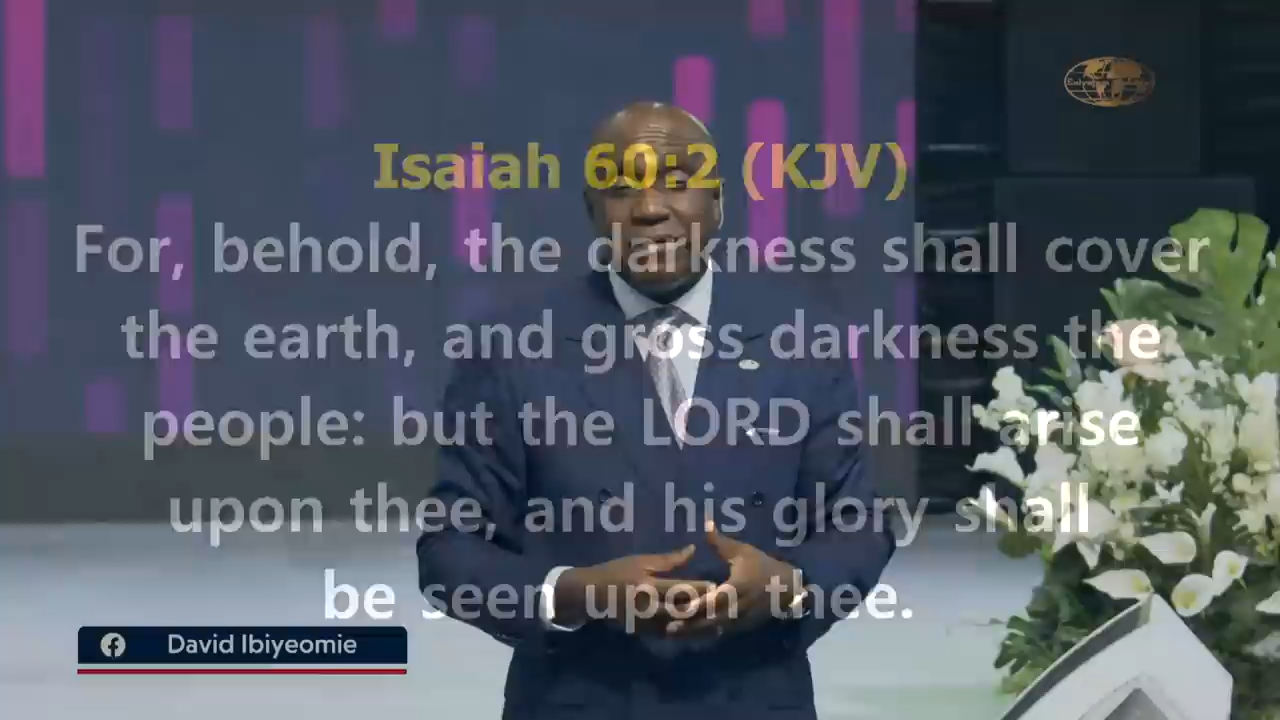 Isaiah 60:2 (KJV)
For, behold, the darkness shall cover
the earth, and gross darkness the
people: but the LORD shall arise
upon thee, and his glory shall
be seen upon thee.
David Ibiyeomie